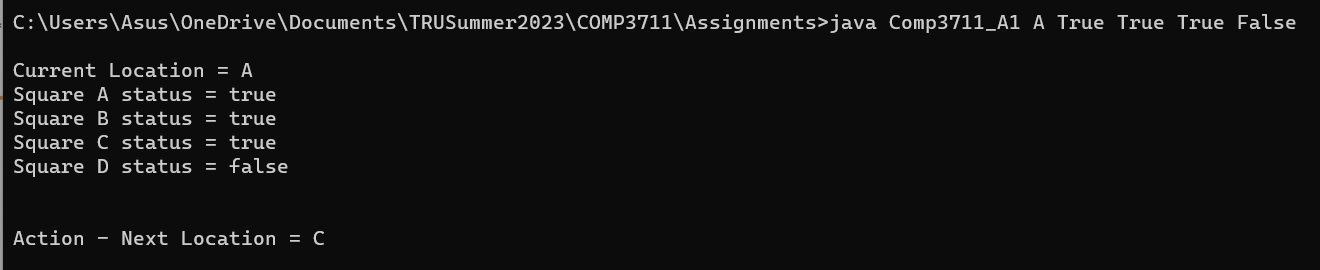 C:\Users\Asus\OneDrive\Documents\TRUSummer2023\COMP3711\Assignments>java Comp3711_A1 A True True True False
Current Location = A
Square A status = true
Square B status = true
Square C status = true
Square D status = false
Action - Next Location = C